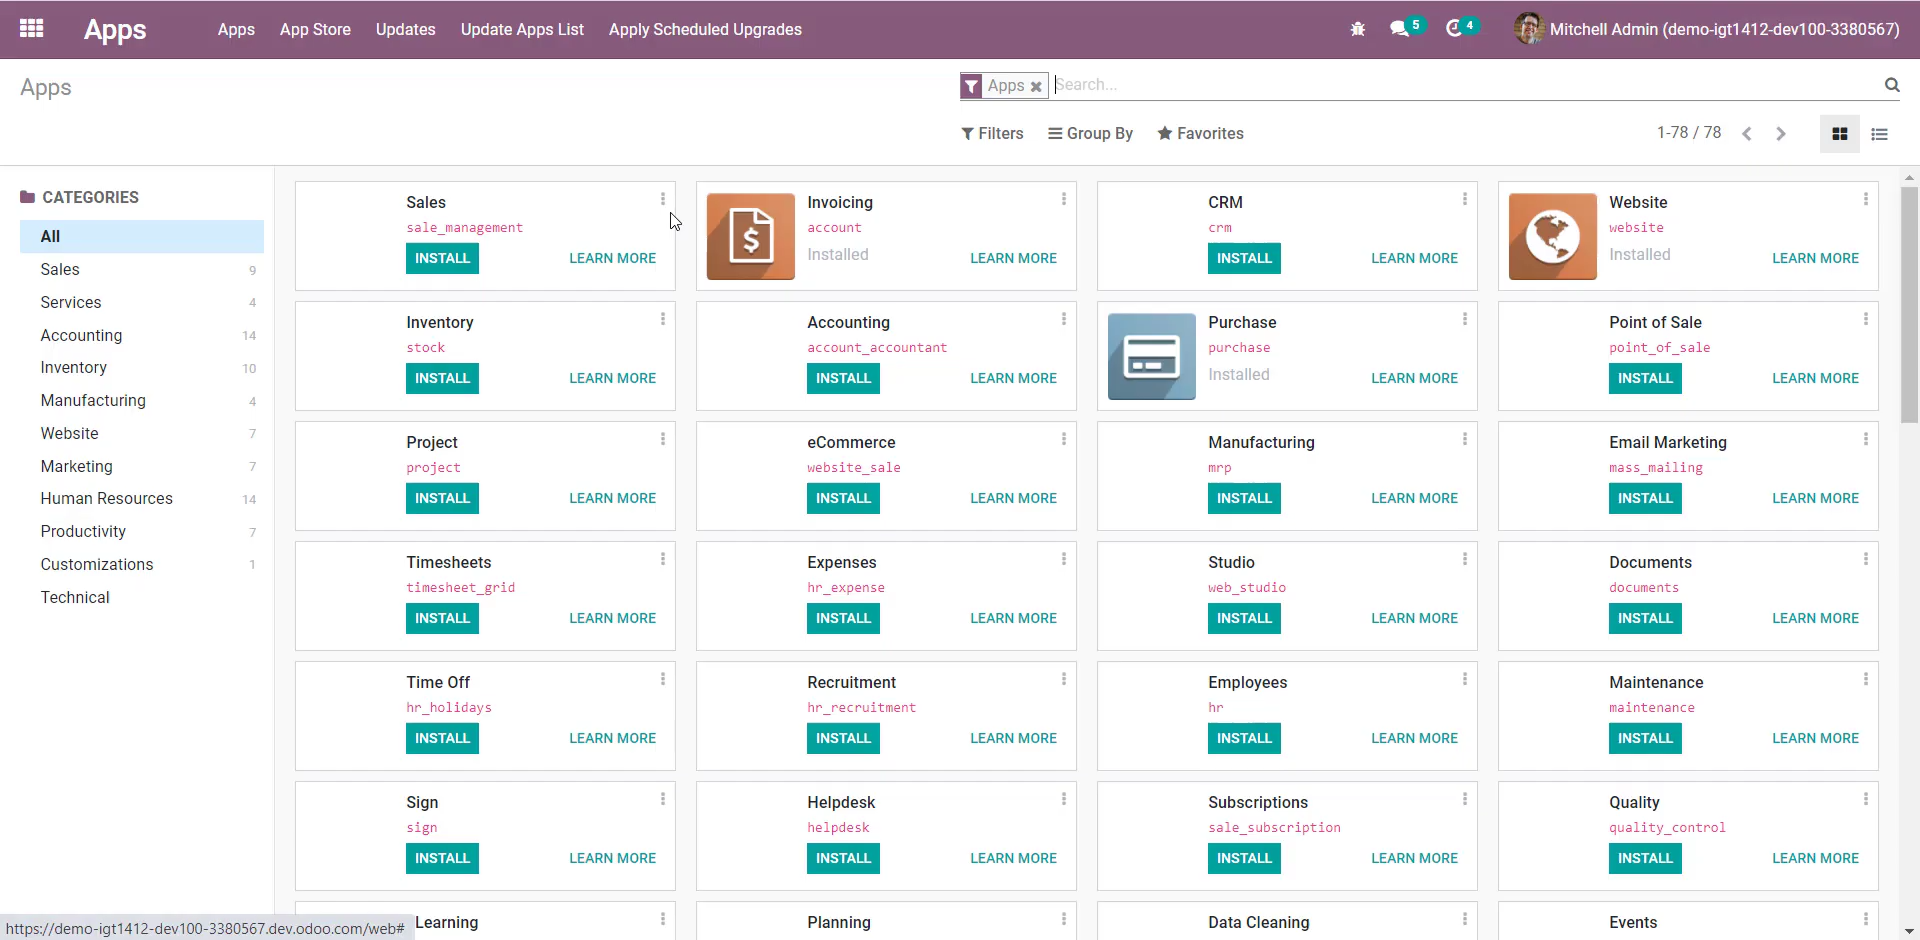 Apps
Apps App Store Updates Update Apps List Apply Scheduled Upgrades
5
4
Mitchell Admin (demo-igt1412-dev100-3380567)
Apps
Apps Search...
Filters Group By Favorites
1-78 / 78
CATEGORIES
All
Sales 9
Services 4
Accounting 14
Inventory 10
Manufacturing 4
Website 7
Marketing 7
Human Resources 14
Productivity 7
Customizations 1
Technical
Sales
sale_management
INSTALL LEARN MORE
Invoicing
account
Installed LEARN MORE
CRM
crm
INSTALL LEARN MORE
Website
website
Installed LEARN MORE
Inventory
stock
INSTALL LEARN MORE
Accounting
account_accountant
INSTALL LEARN MORE
Purchase
purchase
Installed LEARN MORE
Point of Sale
point_of_sale
INSTALL LEARN MORE
Project
project
INSTALL LEARN MORE
eCommerce
website_sale
INSTALL LEARN MORE
Manufacturing
mrp
INSTALL LEARN MORE
Email Marketing
mass_mailing
INSTALL LEARN MORE
Timesheets
timesheet_grid
INSTALL LEARN MORE
Expenses
hr_expense
INSTALL LEARN MORE
Studio
web_studio
INSTALL LEARN MORE
Documents
documents
INSTALL LEARN MORE
Time Off
hr_holidays
INSTALL LEARN MORE
Recruitment
hr_recruitment
INSTALL LEARN MORE
Employees
hr
INSTALL LEARN MORE
Maintenance
maintenance
INSTALL LEARN MORE
Sign
sign
INSTALL LEARN MORE
Helpdesk
helpdesk
INSTALL LEARN MORE
Subscriptions
sale_subscription
INSTALL LEARN MORE
Quality
quality_control
INSTALL LEARN MORE
Learning
Planning
Data Cleaning
Events
https://demo-igt1412-dev100-3380567.dev.odoo.com/web#